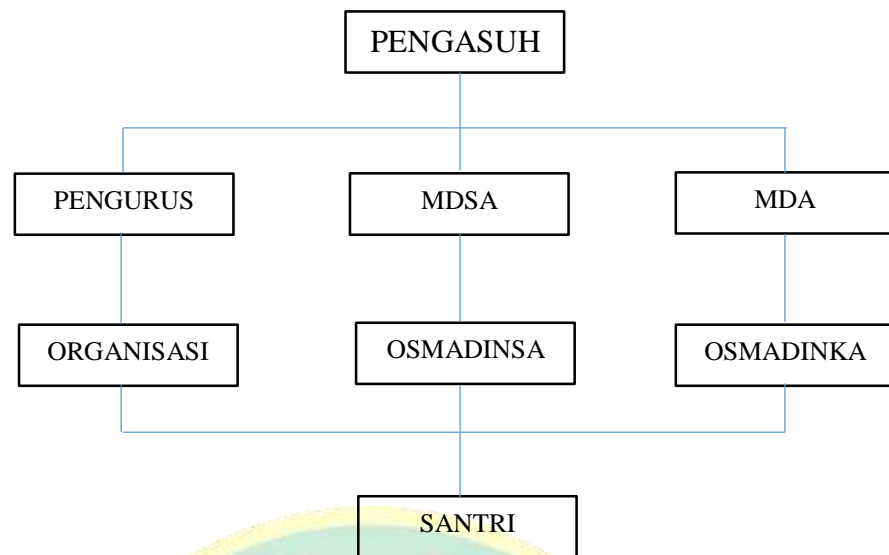 PENGASUH
PENGURUS
MDSA
MDA
ORGANISASI
OSMADINSA
OSMADINKA
SANTRI